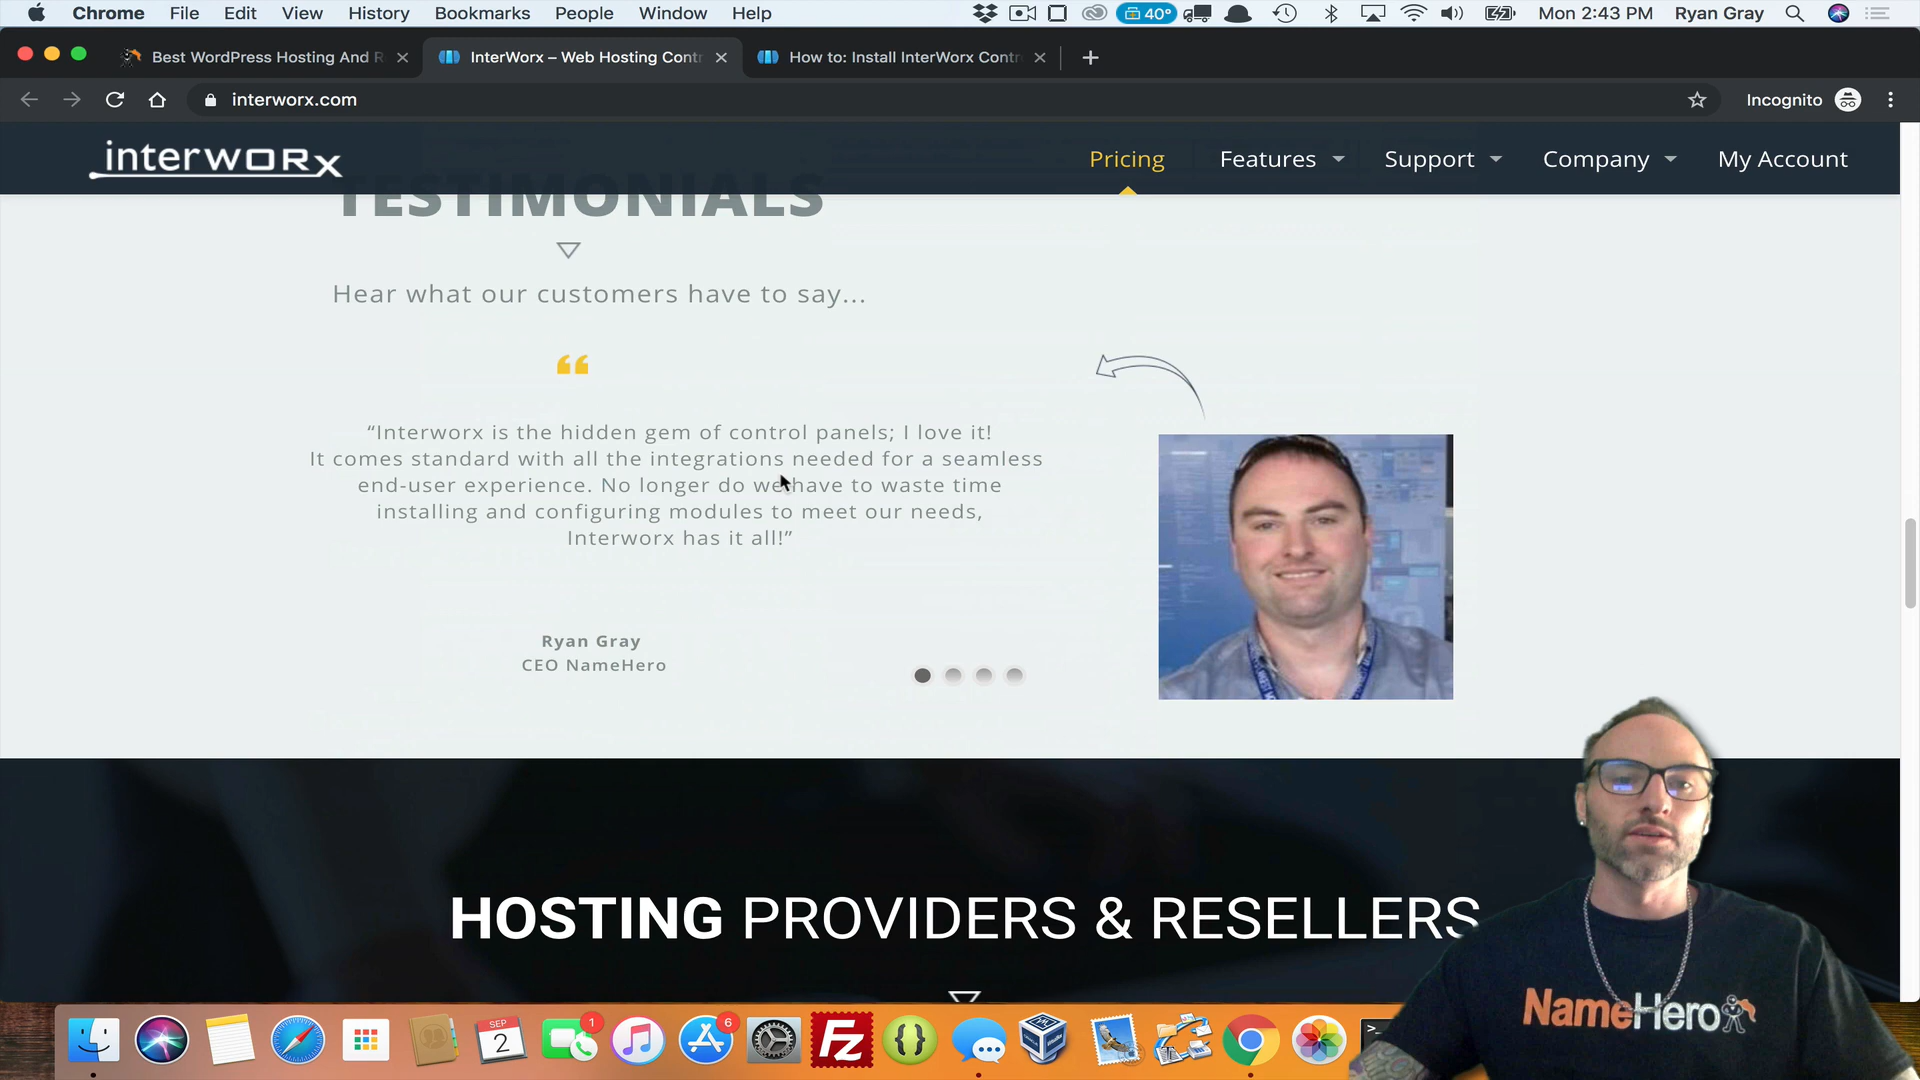 Chrome File Edit View History Bookmarks People Window Help 40° Mon 2:43 PM Ryan Gray
Best WordPress Hosting And R
InterWorx – Web Hosting Contr
How to: Install InterWorx Contr
interworx.com
Incognito
interworx
Pricing Features Support Company My Account
TESTIMONIALS
Hear what our customers have to say...
“Interworx is the hidden gem of control panels; I love it!
It comes standard with all the integrations needed for a seamless
end-user experience. No longer do we have to waste time
installing and configuring modules to meet our needs,
Interworx has it all!”
Ryan Gray
CEO NameHero
HOSTING PROVIDERS & RESELLERS
NameHero
SEP
2
1
6
Fz
{}
>_